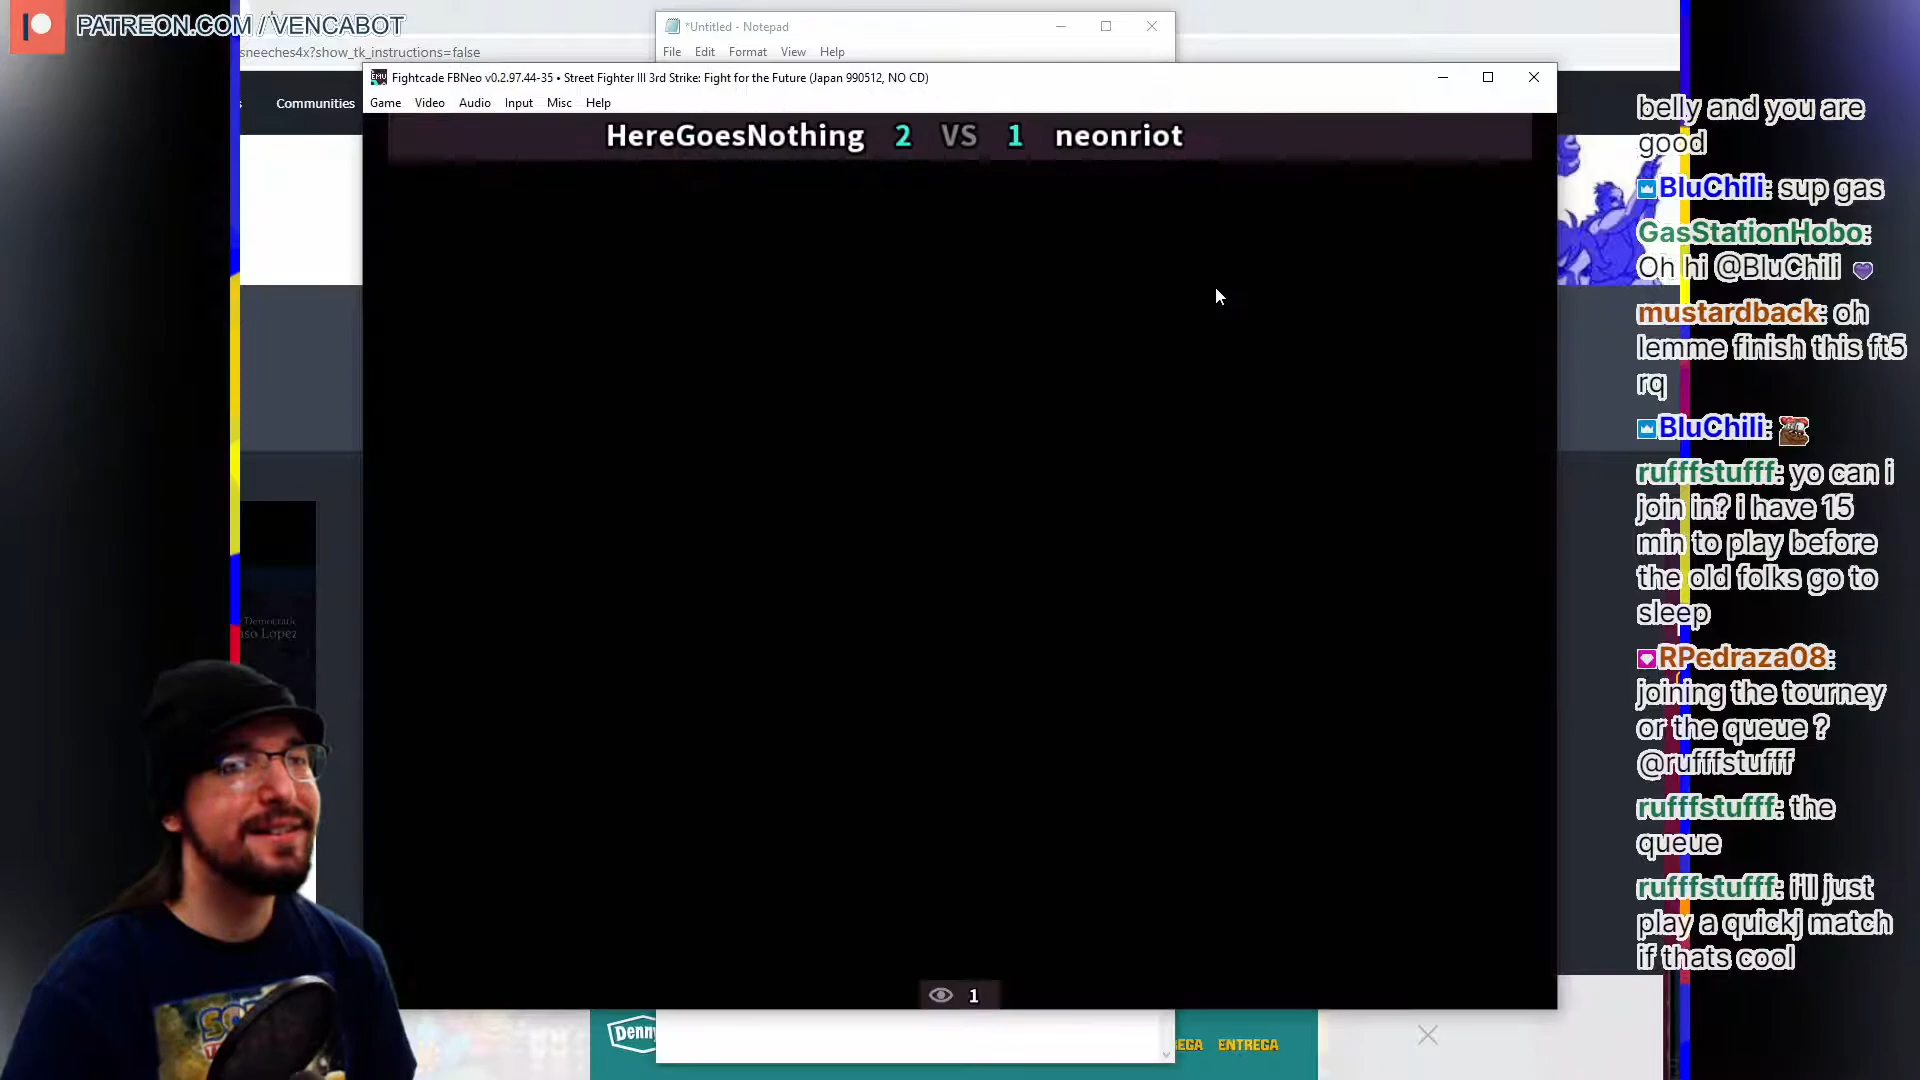 PATREON.COM / VENCABOT
sneeches4x?show_tk_instructions=false
Communities
*Untitled - Notepad
File Edit Format View Help
Fightcade FBNeo v0.2.97.44-35 • Street Fighter III 3rd Strike: Fight for the Future (Japan 990512, NO CD)
Game Video Audio Input Misc Help
HereGoesNothing 2 VS 1 neonriot
belly and you are
good
BluChili: sup gas
GasStationHobo:
Oh hi @BluChili
mustardback: oh
lemme finish this ft5
rq
BluChili:
rufffstufff: yo can i
join in? i have 15
min to play before
the old folks go to
sleep
RPedraza08:
joining the tourney
or the queue ?
@rufffstufff
rufffstufff: the
queue
rufffstufff: i'll just
play a quickj match
if thats cool
Democratic
Lopez
1
Denny
EGA ENTREGA